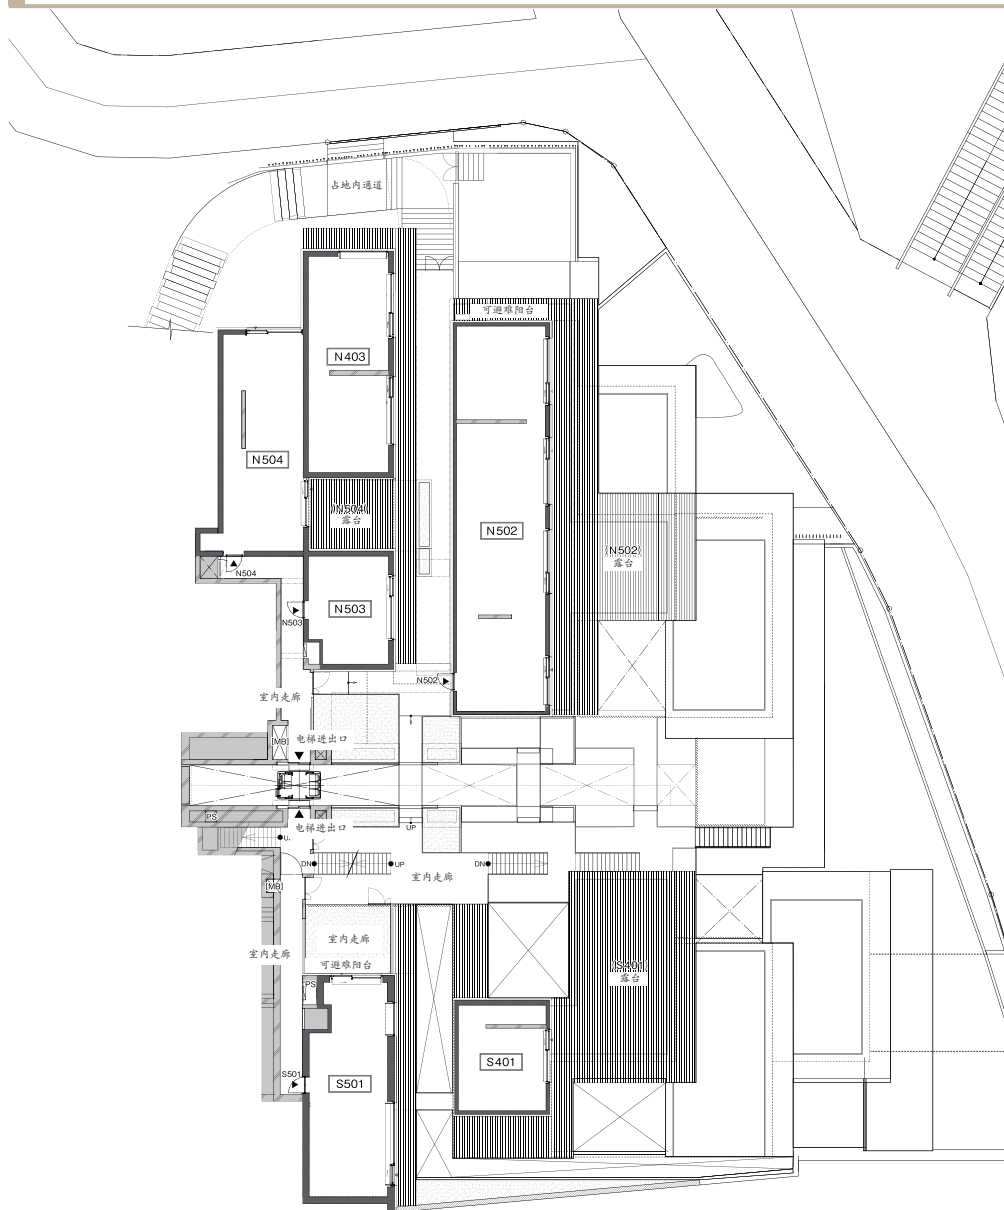 占地内通道
可避难阳台
N403
N504
(N504)
露台
N502
(N502)
露台
N504
N503
N503
N502
室内走廊
[MB]
电梯进出口
PS
电梯进出口
UP
U.
DN
UP
DN
室内走廊
[MB]
室内走廊
室内走廊
可避难阳台
(S401)
露台
PS
S401
S501
S501